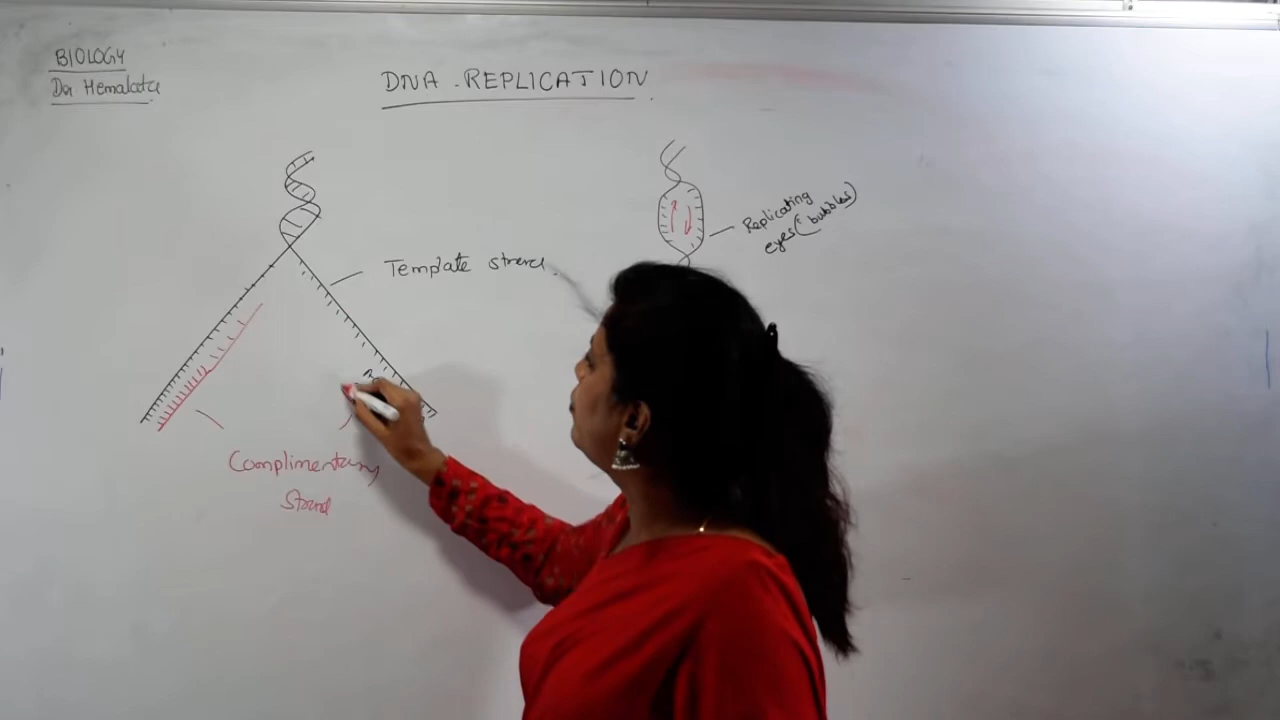 BIOLOGY
Dr Hemalata
DNA REPLICATION
Replicating
eyes (bubbles)
Template strand
Complimentary
Strand